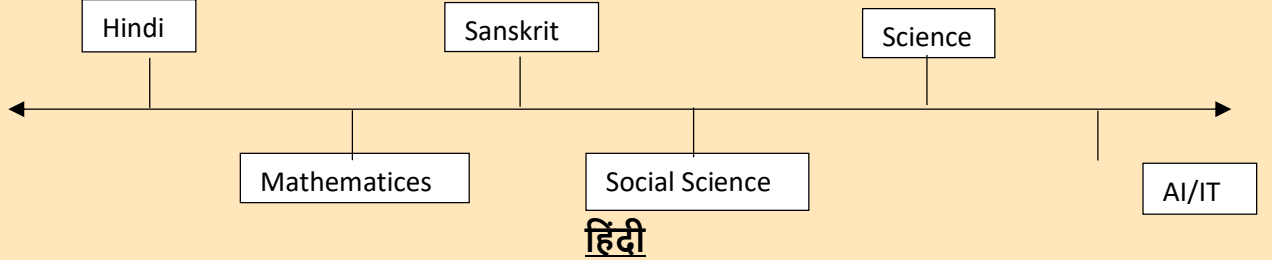 Hindi
Sanskrit
Science
Mathematices
Social Science
AI/IT
हिंदी